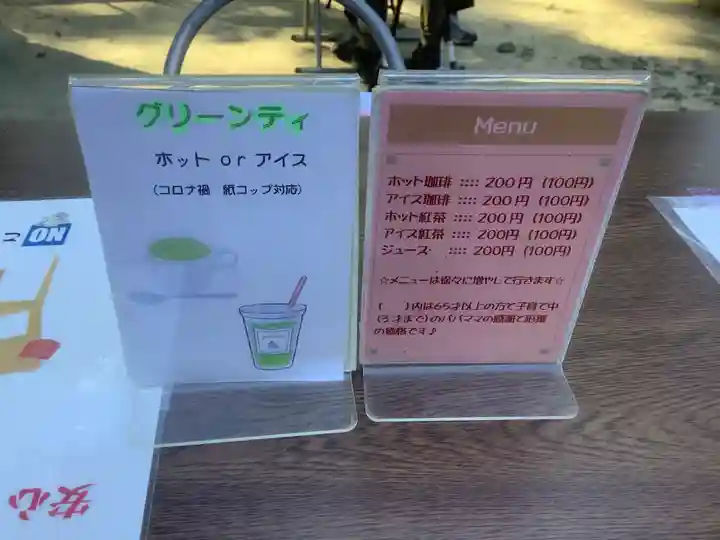 グリーンティ
ホット or アイス
（コロナ禍 紙コップ対応）
Menu
ホット珈琲 :::: 200円 (100円)
アイス珈琲 :::: 200円 (100円)
ホット紅茶 :::: 200円 (100円)
アイス紅茶 :::: 200円 (100円)
ジュース :::: 200円 (100円)
☆メニューは徐々に増やして行きます☆
( )内は65才以上の方で子育て中
のパパママの感謝で応援
の価格です♪
NO
安心